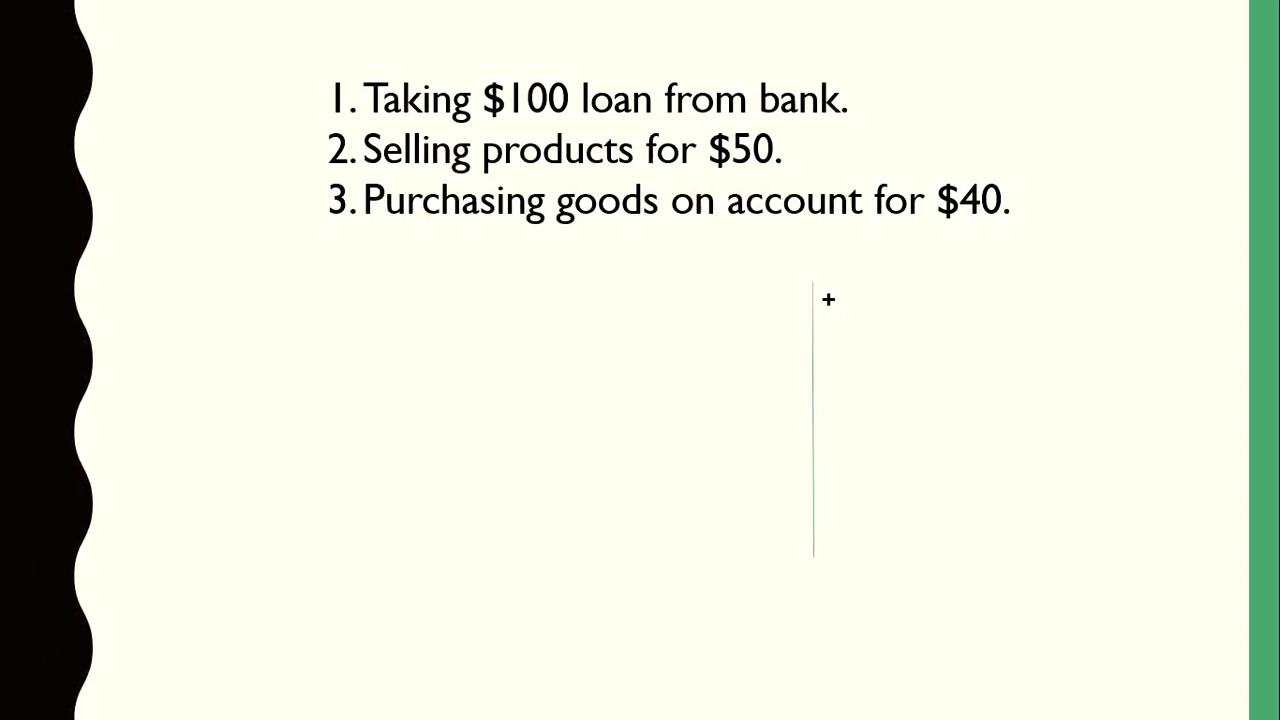 1. Taking $100 loan from bank.
2. Selling products for $50.
3. Purchasing goods on account for $40.
+